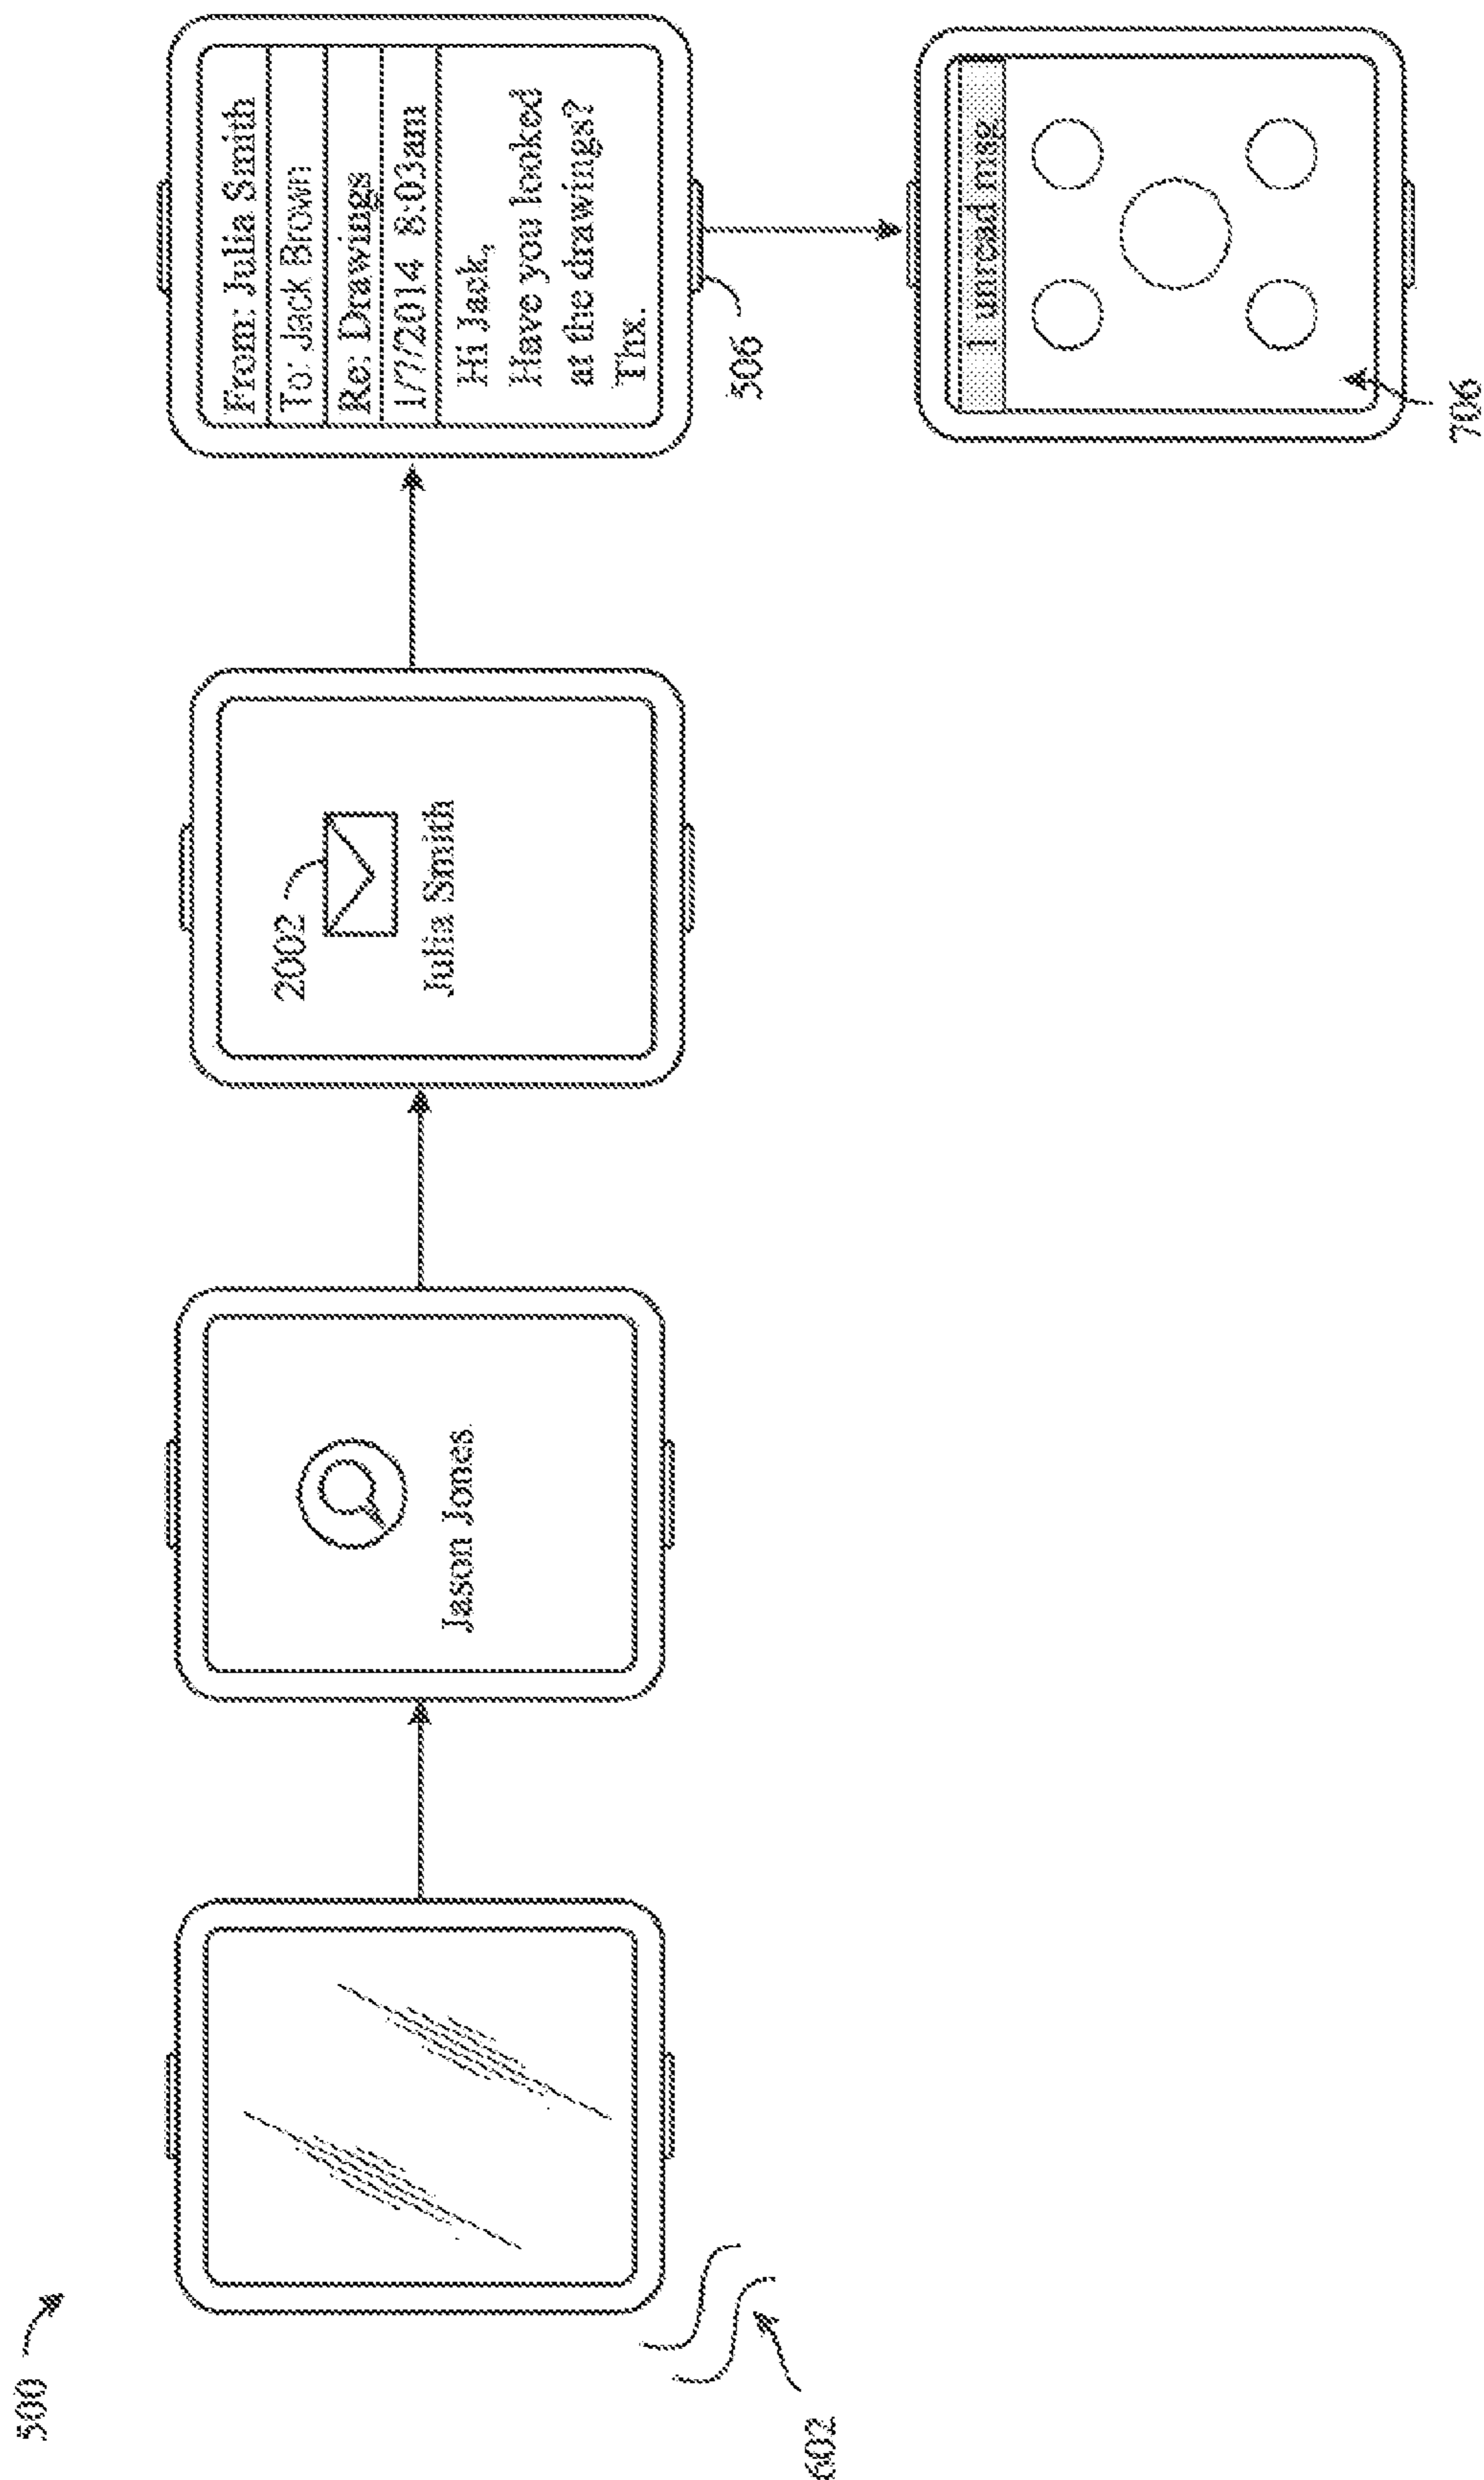 500
602
Jason Jones
2002
Julia Smith
From: Julia Smith
To: Jack Brown
Re: Drawings
1/7/2014 8:03am
Hi Jack,
Have you looked
at the drawings?
Thx.
506
1 unread msg
706